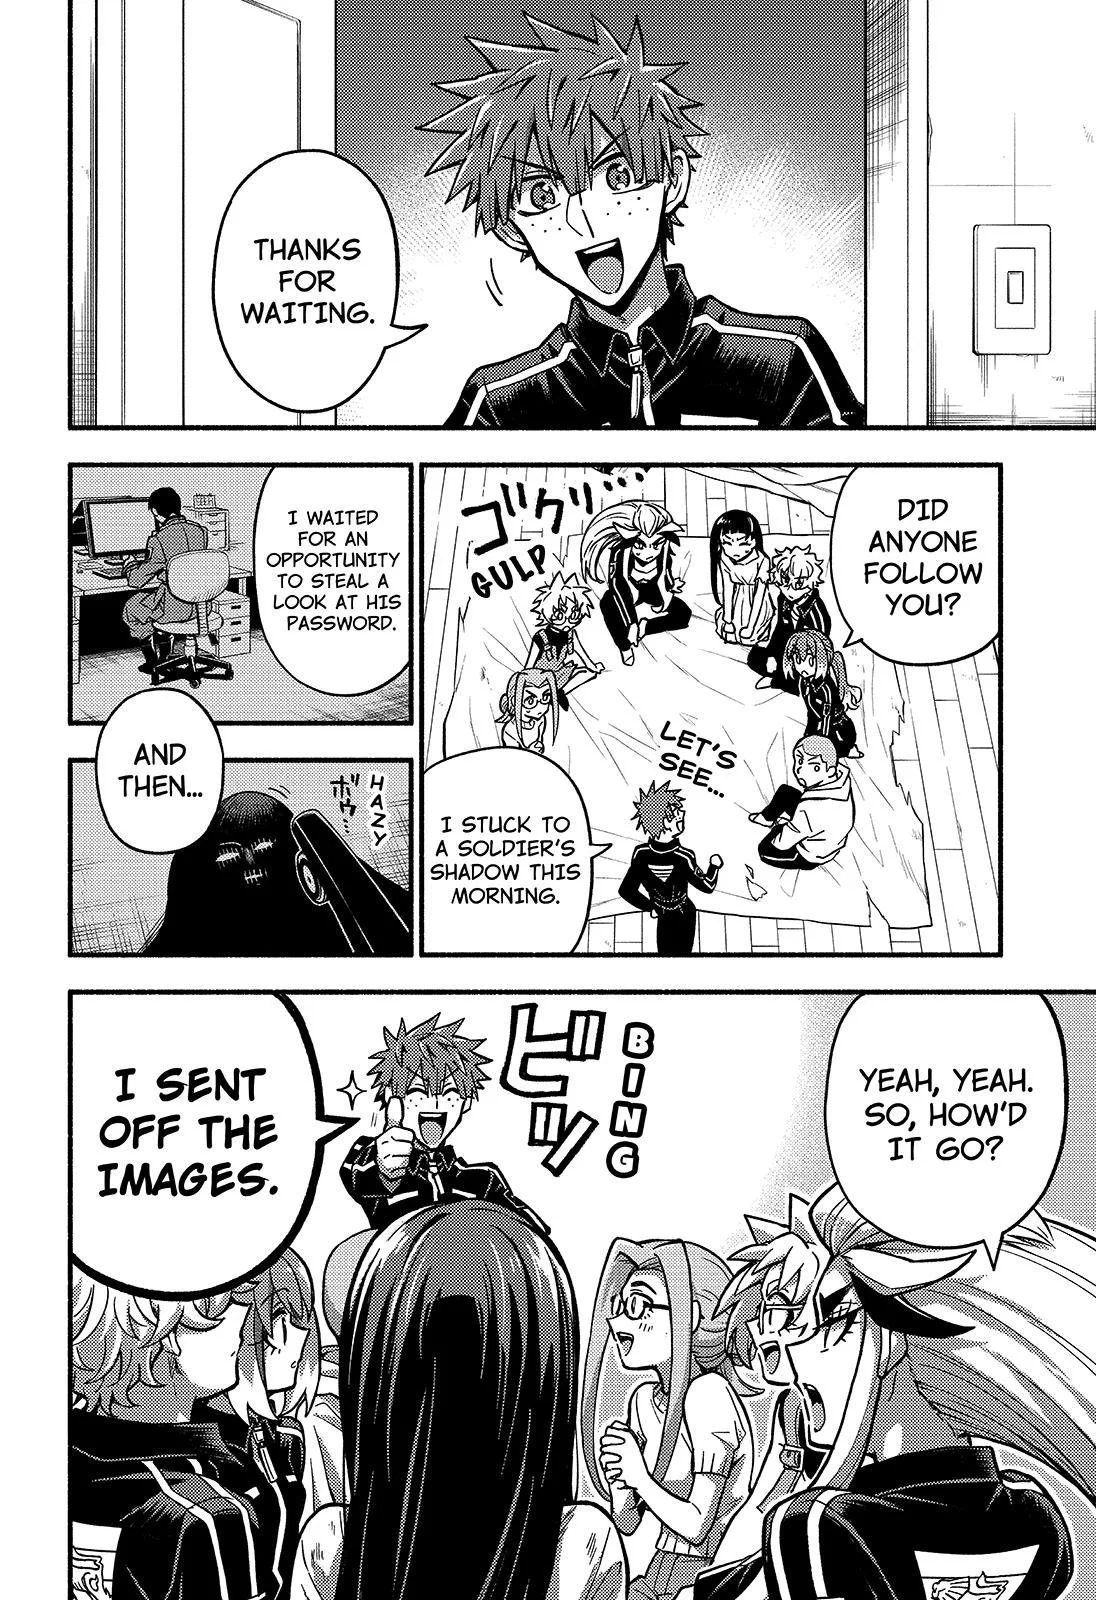 THANKS
FOR
WAITING.
DID
ANYONE
FOLLOW
YOU?
ゴクリ…
GULP
LET'S
SEE...
I STUCK TO
A SOLDIER'S
SHADOW THIS
MORNING.
I WAITED
FOR AN
OPPORTUNITY
TO STEAL A
LOOK AT HIS
PASSWORD.
AND
THEN...
HAZY
ボゥ…
YEAH, YEAH.
SO, HOW'D
IT GO?
BING
ビッ
I SENT
OFF THE
IMAGES.